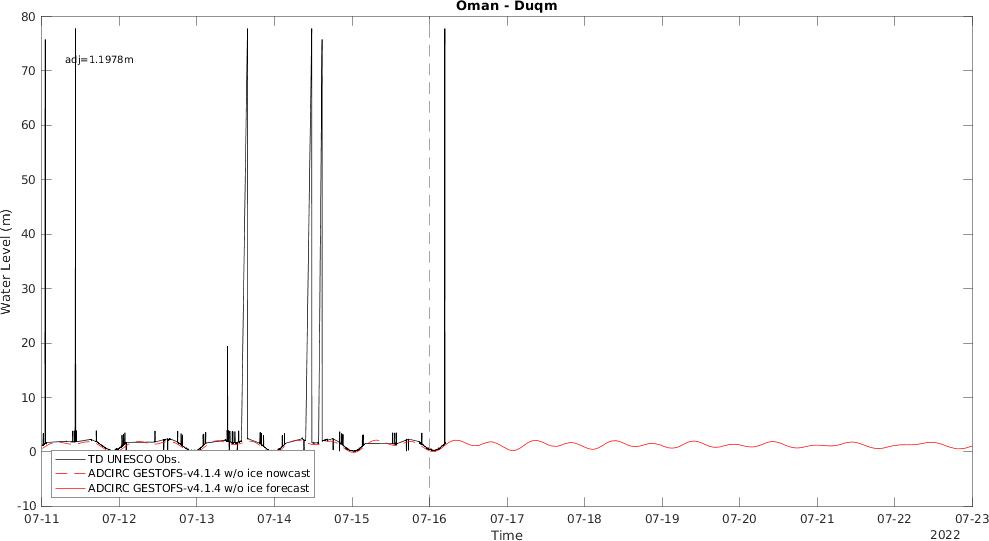 Oman - Duqm
80
70
60
50
40
30
20
10
0
-10
Water Level (m)
adj=1.1978m
TD UNESCO Obs.
ADCIRC GESTOFS-v4.1.4 w/o ice nowcast
ADCIRC GESTOFS-v4.1.4 w/o ice forecast
07-11 07-12 07-13 07-14 07-15 07-16 07-17 07-18 07-19 07-20 07-21 07-22 07-23
Time
2022